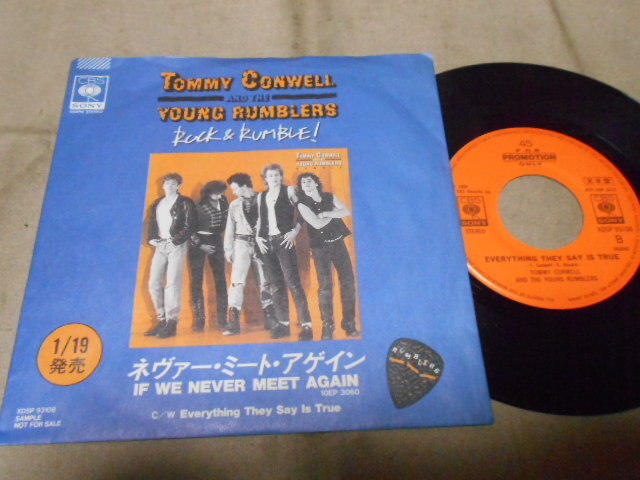 CBS
SONY
TOMMY CONWELL
AND THE
YOUNG RUMBLERS
ROCK & RUMBLE!
TOMMY CONWELL
YOUNG RUMBLERS
1/19
発売
ネヴァー・ミート・アゲイン
IF WE NEVER MEET AGAIN
10EP 3060
C/W Everything They Say Is True
RUMBLERS
XDSP 93108
SAMPLE
NOT FOR SALE
45
FOR
PROMOTION
ONLY
CBS
STEREO
SONY
XDSP 93108
B
EVERYTHING THEY SAY IS TRUE
TOMMY CONWELL
AND THE YOUNG RUMBLERS